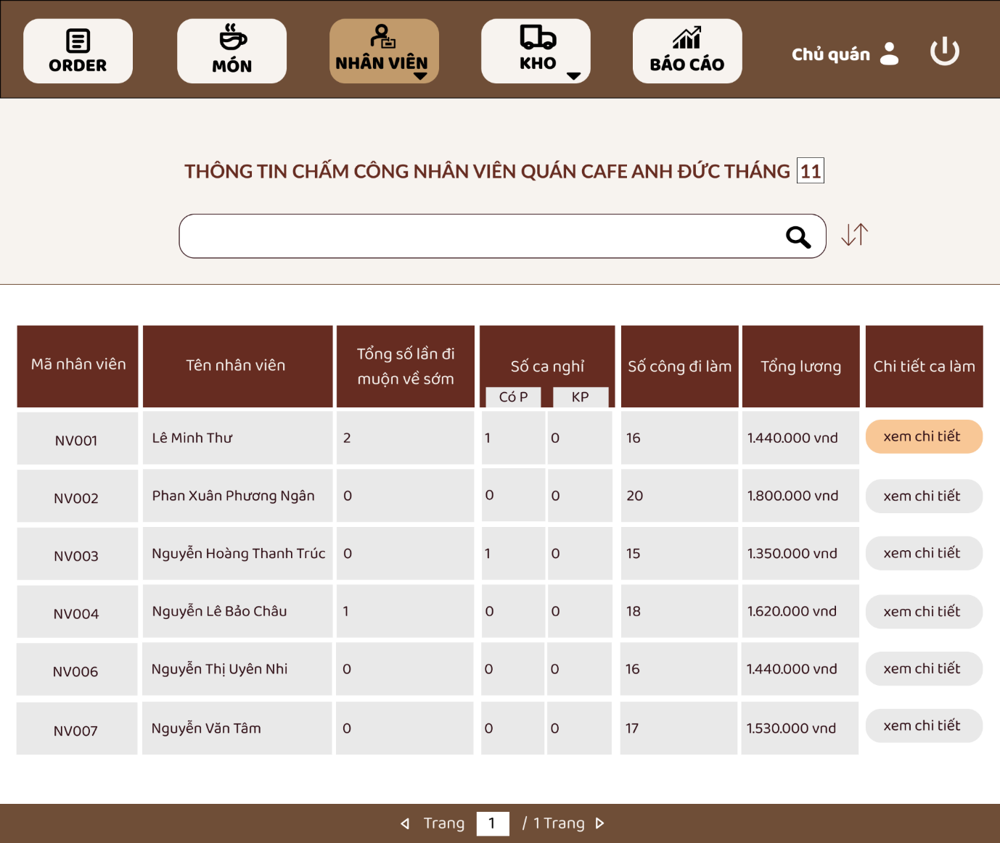 ORDER
MÓN
NHÂN VIÊN
KHO
BÁO CÁO
Chủ quán
THÔNG TIN CHẤM CÔNG NHÂN VIÊN QUÁN CAFE ANH ĐỨC THÁNG 11
Mã nhân viên
Tên nhân viên
Tổng số lần đi
muộn về sớm
Số ca nghỉ
Có P
KP
Số công đi làm
Tổng lương
Chi tiết ca làm
NV001 Lê Minh Thư 2 1 0 16 1.440.000 vnd xem chi tiết
NV002 Phan Xuân Phương Ngân 0 0 0 20 1.800.000 vnd xem chi tiết
NV003 Nguyễn Hoàng Thanh Trúc 0 1 0 15 1.350.000 vnd xem chi tiết
NV004 Nguyễn Lê Bảo Châu 1 0 0 18 1.620.000 vnd xem chi tiết
NV006 Nguyễn Thị Uyên Nhi 0 0 0 16 1.440.000 vnd xem chi tiết
NV007 Nguyễn Văn Tâm 0 0 0 17 1.530.000 vnd xem chi tiết
Trang 1 / 1 Trang